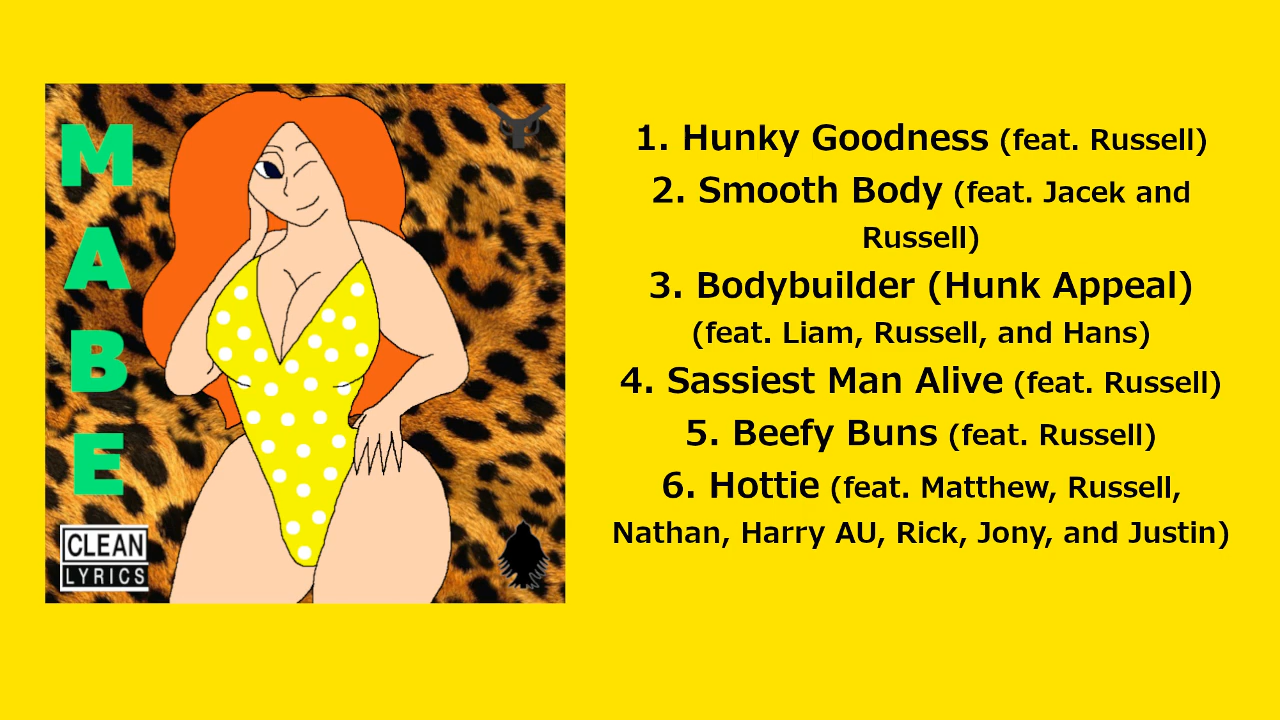 MABE
CLEAN
LYRICS
1. Hunky Goodness (feat. Russell)
2. Smooth Body (feat. Jacek and
Russell)
3. Bodybuilder (Hunk Appeal)
(feat. Liam, Russell, and Hans)
4. Sassiest Man Alive (feat. Russell)
5. Beefy Buns (feat. Russell)
6. Hottie (feat. Matthew, Russell,
Nathan, Harry AU, Rick, Jony, and Justin)